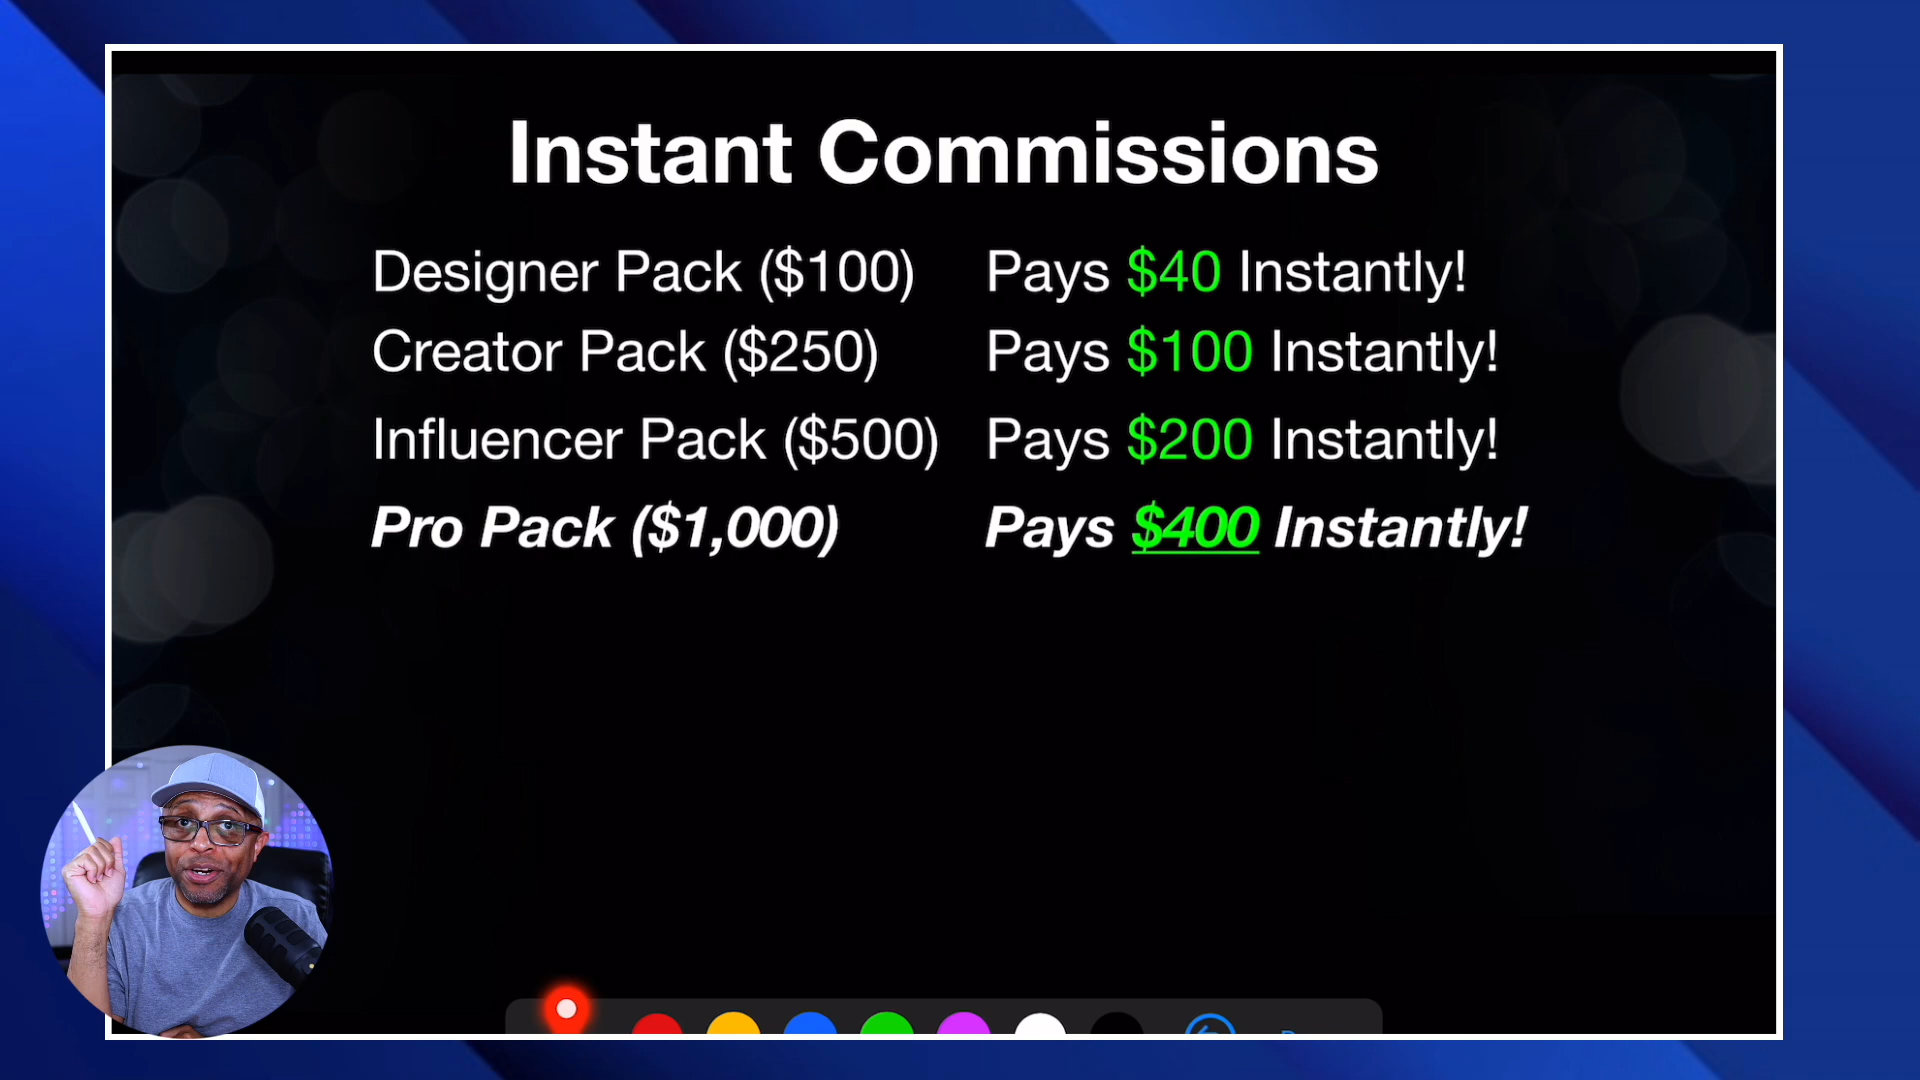 Instant Commissions
Designer Pack ($100) Pays $40 Instantly!
Creator Pack ($250) Pays $100 Instantly!
Influencer Pack ($500) Pays $200 Instantly!
Pro Pack ($1,000) Pays $400 Instantly!